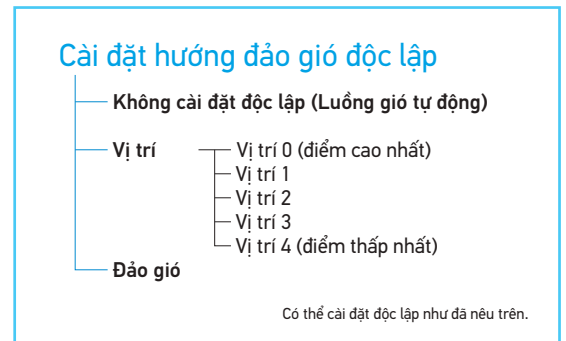 Cài đặt hướng đảo gió độc lập
Không cài đặt độc lập (Luồng gió tự động)
Vị trí Vị trí 0 (điểm cao nhất)
Vị trí 1
Vị trí 2
Vị trí 3
Vị trí 4 (điểm thấp nhất)
Đảo gió
Có thể cài đặt độc lập như đã nêu trên.